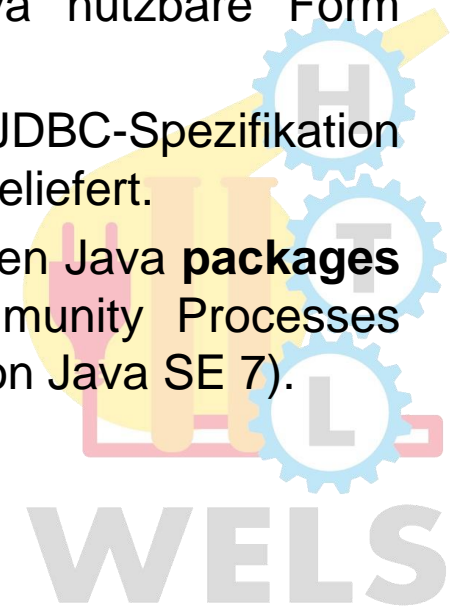 va nutzbare Form
JDBC-Spezifikation
eliefert.
en Java packages
munity Processes
on Java SE 7).
H
T
L
WELS